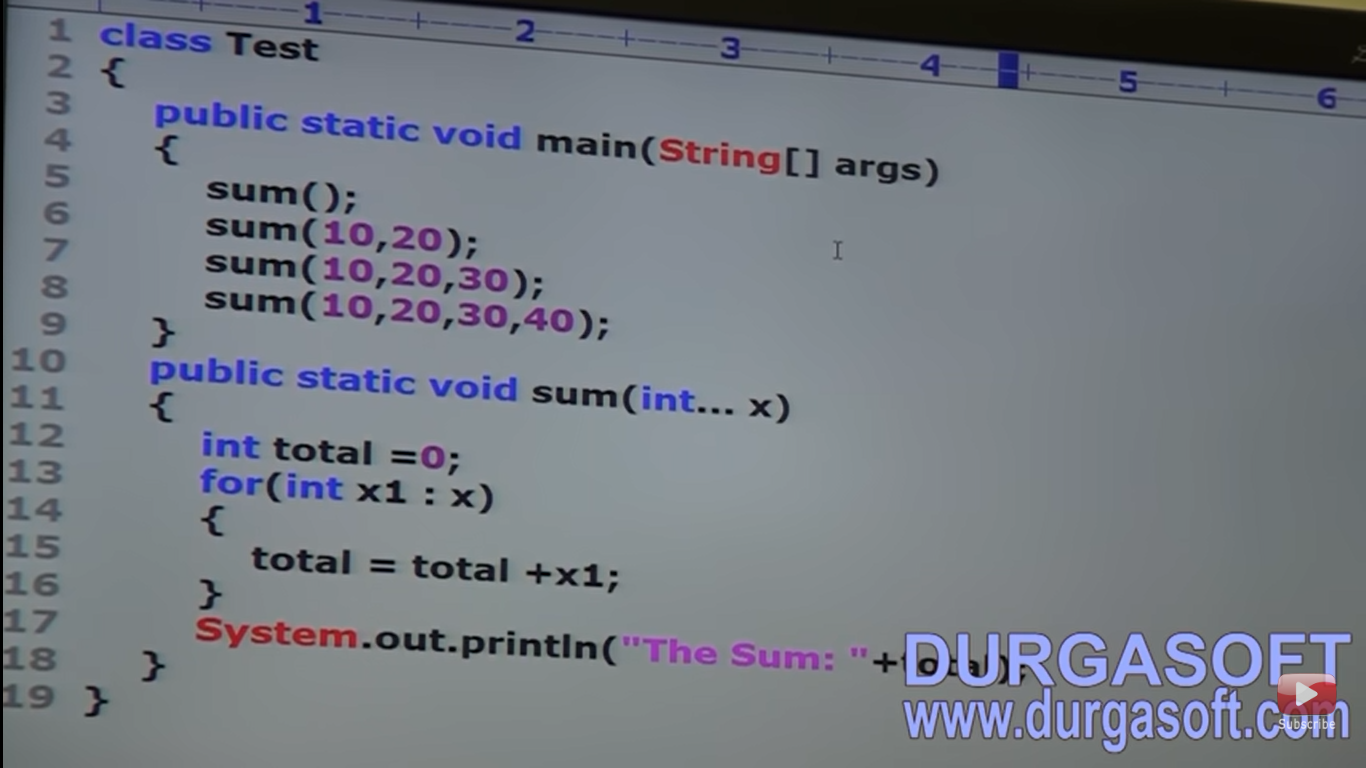 1 2 3 4 5 6
1 class Test
2 {
3 public static void main(String[] args)
4 {
5 sum();
6 sum(10,20);
7 sum(10,20,30);
8 sum(10,20,30,40);
9 }
10 public static void sum(int... x)
11 {
12 int total =0;
13 for(int x1 : x)
14 {
15 total = total +x1;
16 }
17 System.out.println("The Sum: "+total);
18 }
19 }
DURGASOFT
www.durgasoft.com
Subscribe